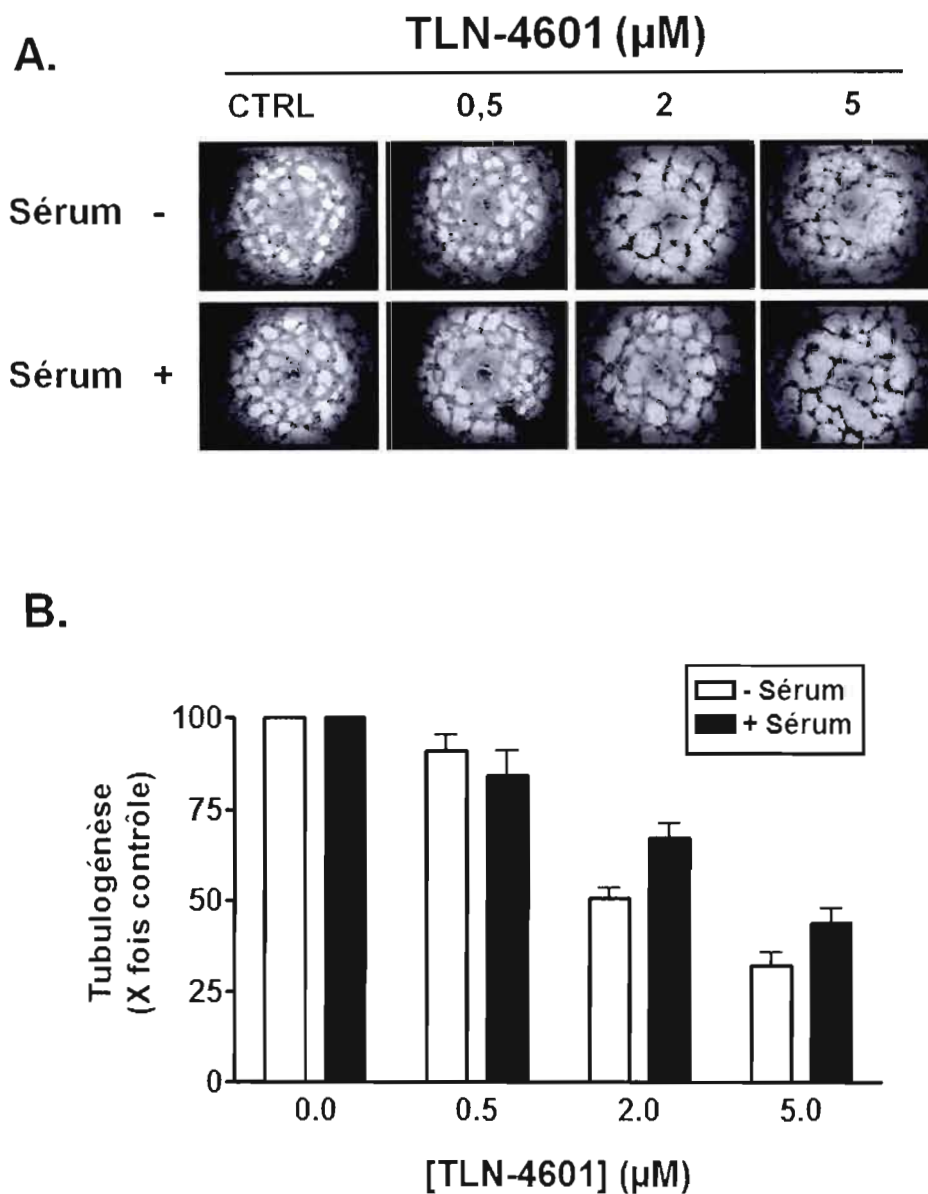 A.
TLN-4601 (µM)
CTRL 0,5 2 5
Sérum -
Sérum +
B.
- Sérum
+ Sérum
100
75
50
25
0
Tubulogénèse
(X fois contrôle)
0.0 0.5 2.0 5.0
[TLN-4601] (µM)